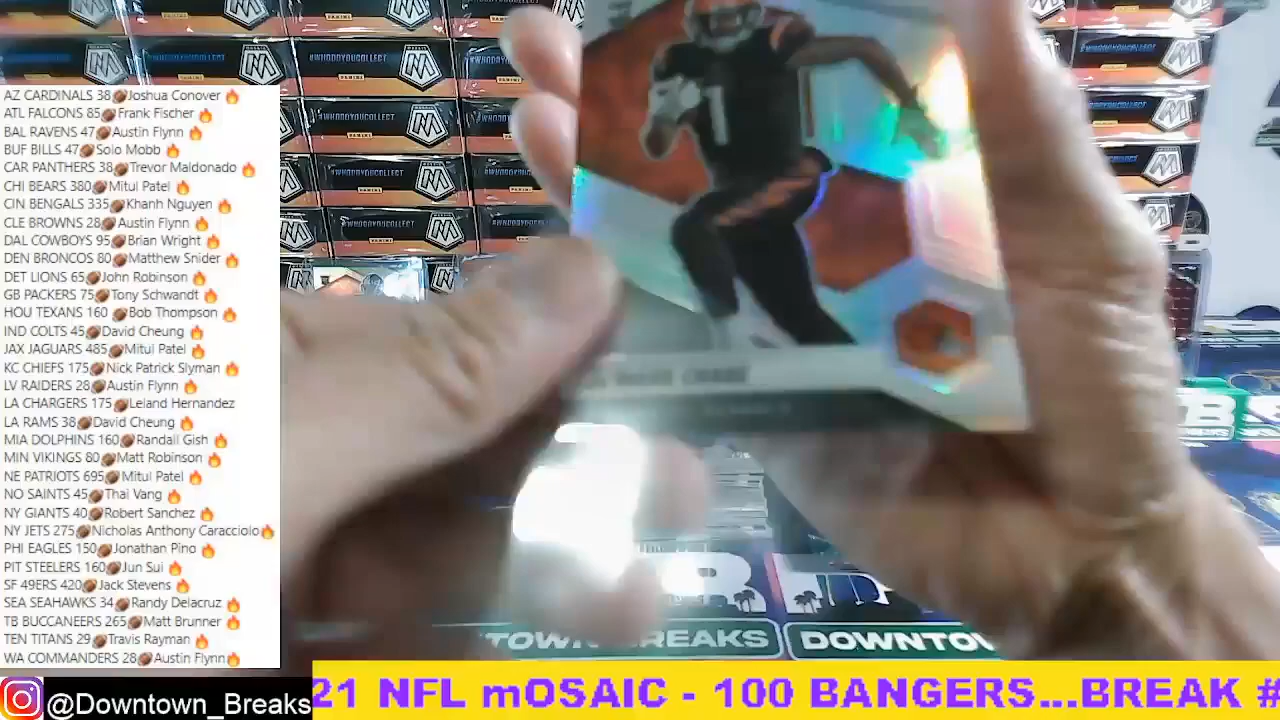 AZ CARDINALS 38🏈Joshua Conover 🔥
ATL FALCONS 85🏈Frank Fischer 🔥
BAL RAVENS 47🏈Austin Flynn 🔥
BUF BILLS 47🏈Solo Mobb 🔥
CAR PANTHERS 38🏈Trevor Maldonado 🔥
CHI BEARS 380🏈Mitul Patel 🔥
CIN BENGALS 335🏈Khanh Nguyen 🔥
CLE BROWNS 28🏈Austin Flynn 🔥
DAL COWBOYS 95🏈Brian Wright 🔥
DEN BRONCOS 80🏈Matthew Snider 🔥
DET LIONS 65🏈John Robinson 🔥
GB PACKERS 75🏈Tony Schwandt 🔥
HOU TEXANS 160 🏈Bob Thompson 🔥
IND COLTS 45🏈David Cheung 🔥
JAX JAGUARS 485🏈Mitul Patel 🔥
KC CHIEFS 175🏈Nick Patrick Slyman 🔥
LV RAIDERS 28🏈Austin Flynn 🔥
LA CHARGERS 175🏈Leland Hernandez
LA RAMS 38🏈David Cheung 🔥
MIA DOLPHINS 160🏈Randall Gish 🔥
MIN VIKINGS 80🏈Matt Robinson 🔥
NE PATRIOTS 695🏈Mitul Patel 🔥
NO SAINTS 45🏈Thai Vang 🔥
NY GIANTS 40🏈Robert Sanchez 🔥
NY JETS 275🏈Nicholas Anthony Caracciolo🔥
PHI EAGLES 150🏈Jonathan Pino 🔥
PIT STEELERS 160🏈Jun Sui 🔥
SF 49ERS 420🏈Jack Stevens 🔥
SEA SEAHAWKS 34🏈Randy Delacruz 🔥
TB BUCCANEERS 265🏈Matt Brunner 🔥
TEN TITANS 29🏈Travis Rayman 🔥
WA COMMANDERS 28🏈Austin Flynn🔥
@Downtown_Breaks
21 NFL mOSAIC - 100 BANGERS...BREAK #
#WHODOYOUCOLLECT
PANINI
#WHODOYOUCOLLECT
PANINI
#WHODOYOUCOLLECT
PANINI
#WHODOYOUCOLLECT
1
CHASE
TOWN BREAKS
DOWNTO